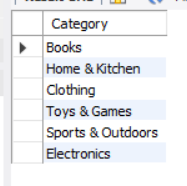 Category
Books
Home & Kitchen
Clothing
Toys & Games
Sports & Outdoors
Electronics